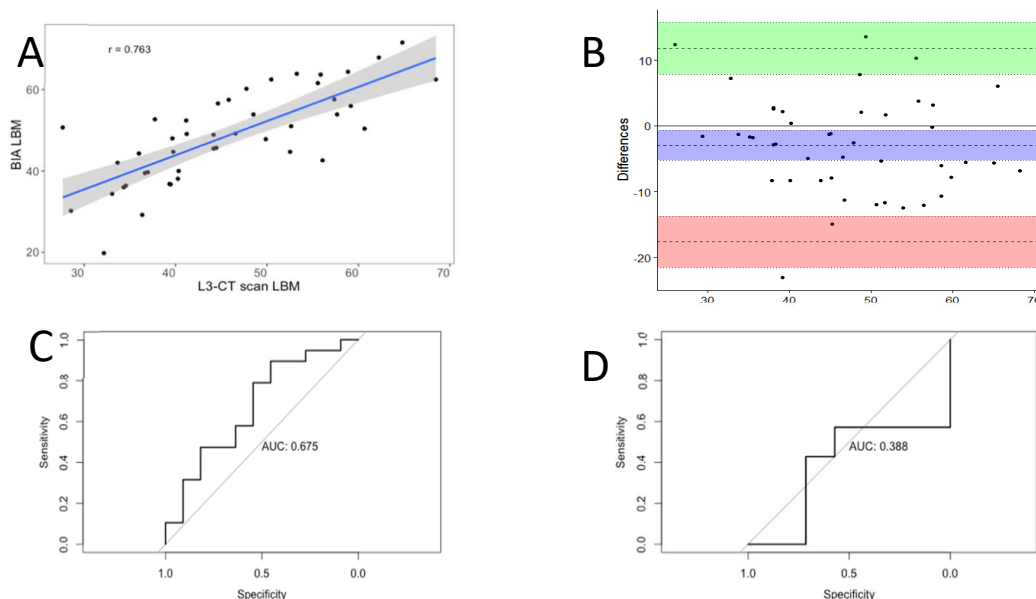 A
r = 0.763
60
40
20
BIA LBM
30 40 50 60 70
L3-CT scan LBM
B
10
0
-10
-20
Differences
30 40 50 60 70
C
1.0
0.8
0.6
0.4
0.2
0.0
Sensitivity
AUC: 0.675
1.0 0.5 0.0
Specificity
D
1.0
0.8
0.6
0.4
0.2
0.0
Sensitivity
AUC: 0.388
1.0 0.5 0.0
Specificity